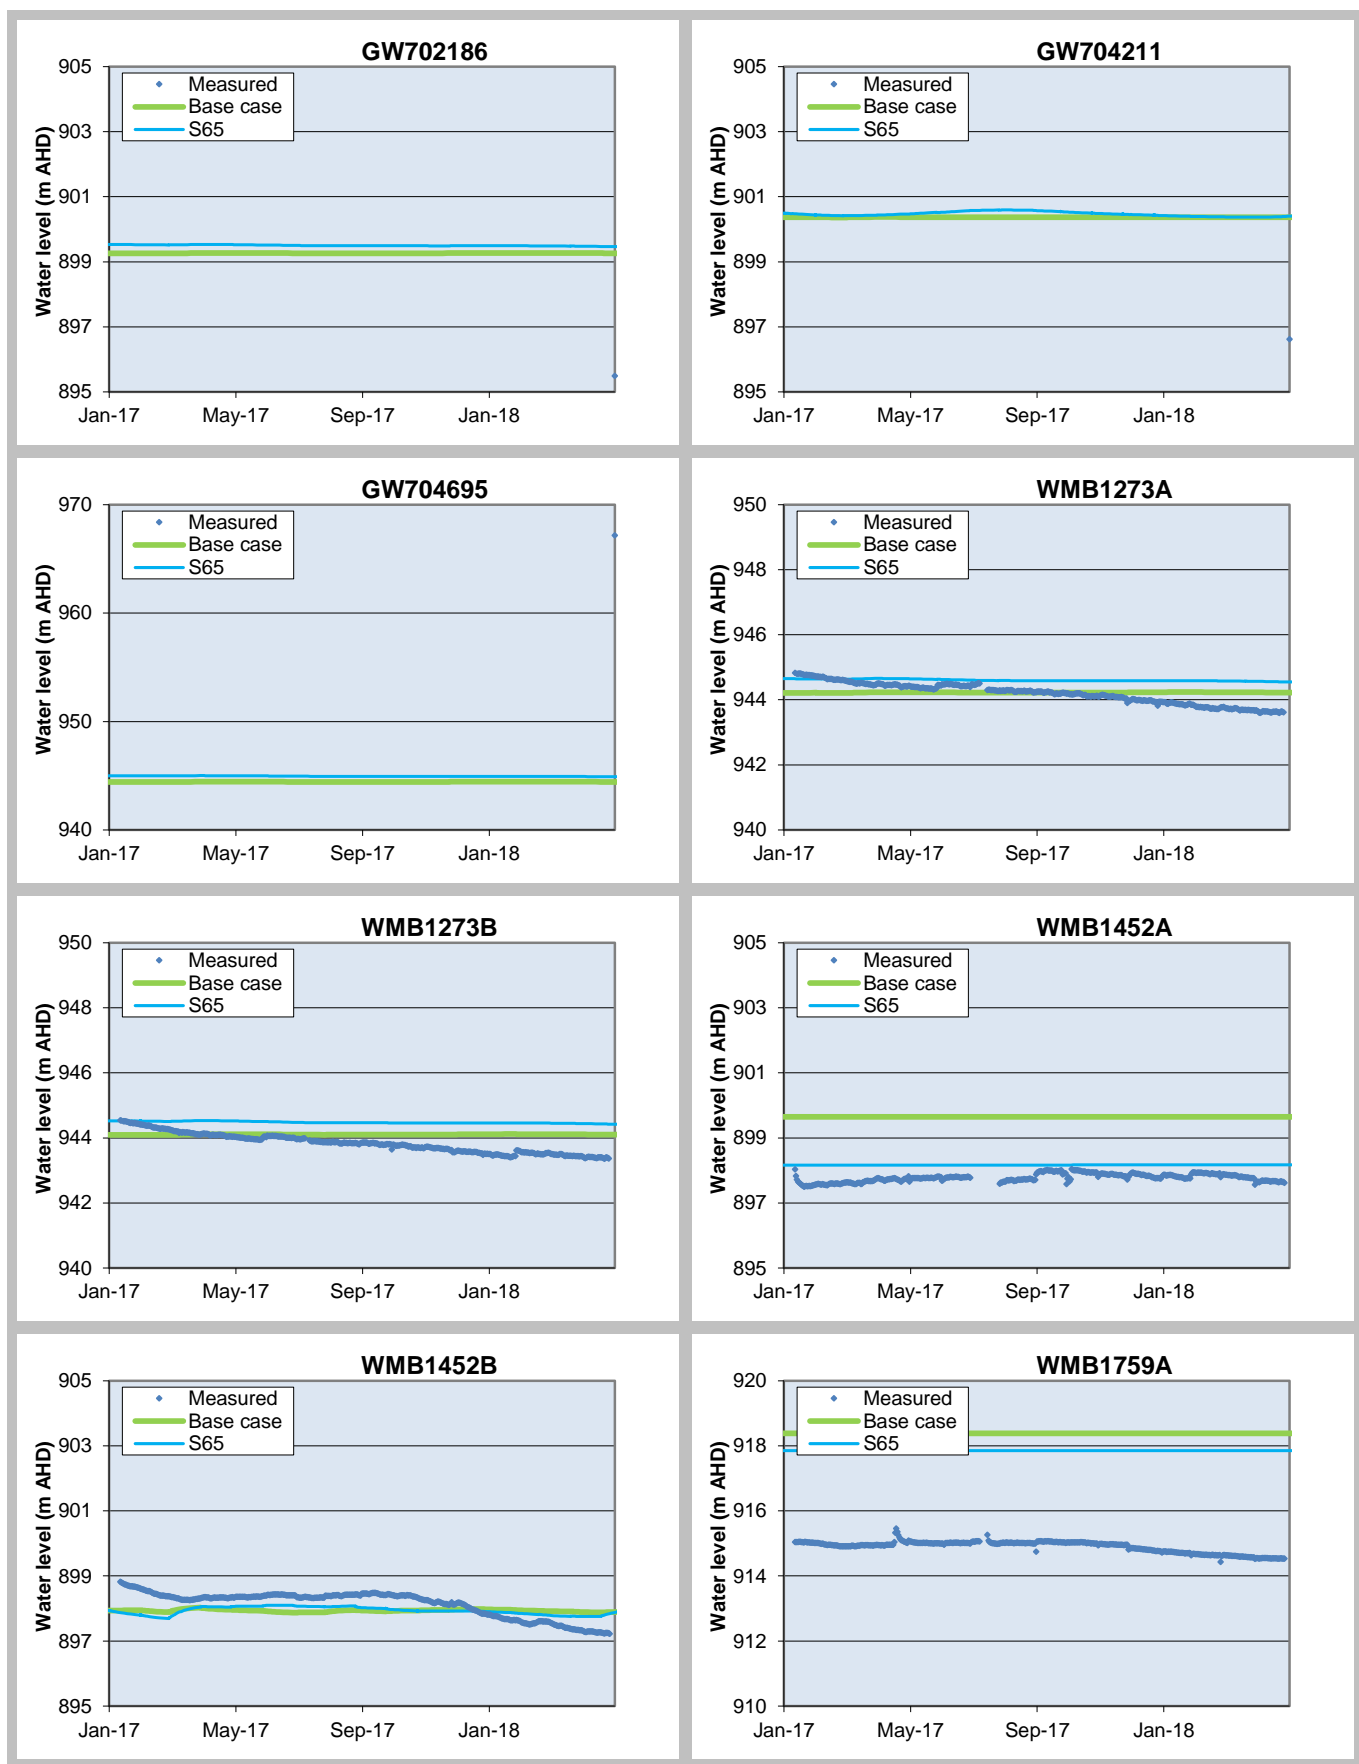 GW702186
905
903
901
899
897
895
Water level (m AHD)
Measured
Base case
S65
Jan-17 May-17 Sep-17 Jan-18
GW704211
905
903
901
899
897
895
Water level (m AHD)
Measured
Base case
S65
Jan-17 May-17 Sep-17 Jan-18
GW704695
970
960
950
940
Water level (m AHD)
Measured
Base case
S65
Jan-17 May-17 Sep-17 Jan-18
WMB1273A
950
948
946
944
942
940
Water level (m AHD)
Measured
Base case
S65
Jan-17 May-17 Sep-17 Jan-18
WMB1273B
950
948
946
944
942
940
Water level (m AHD)
Measured
Base case
S65
Jan-17 May-17 Sep-17 Jan-18
WMB1452A
905
903
901
899
897
895
Water level (m AHD)
Measured
Base case
S65
Jan-17 May-17 Sep-17 Jan-18
WMB1452B
905
903
901
899
897
895
Water level (m AHD)
Measured
Base case
S65
Jan-17 May-17 Sep-17 Jan-18
WMB1759A
920
918
916
914
912
910
Water level (m AHD)
Measured
Base case
S65
Jan-17 May-17 Sep-17 Jan-18